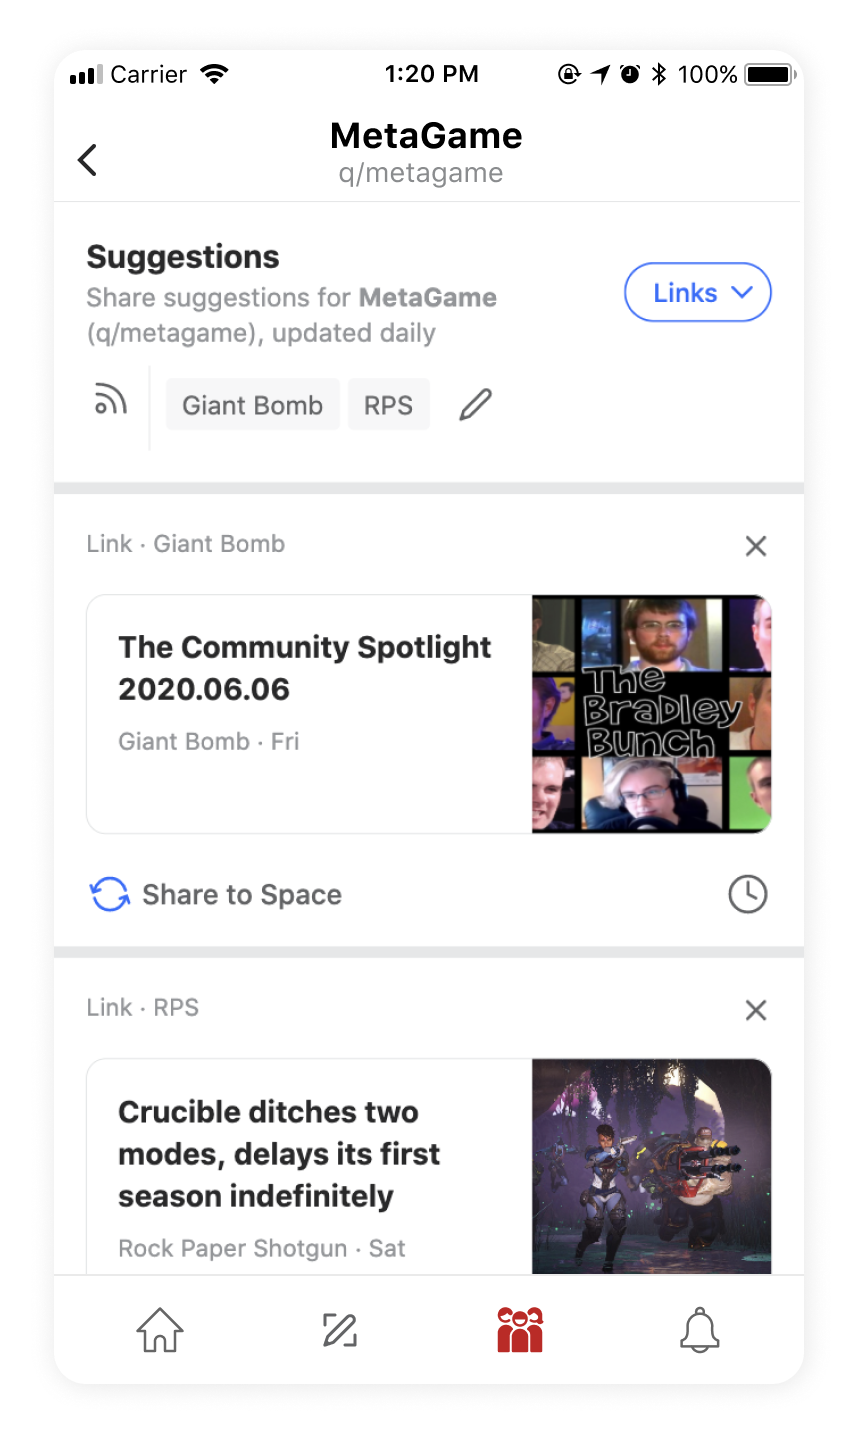 Carrier 1:20 PM 100%
MetaGame
q/metagame
Suggestions
Share suggestions for MetaGame
(q/metagame), updated daily
Links
Giant Bomb RPS
Link · Giant Bomb
The Community Spotlight
2020.06.06
Giant Bomb · Fri
The
Bradley
Bunch
Share to Space
Link · RPS
Crucible ditches two
modes, delays its first
season indefinitely
Rock Paper Shotgun · Sat